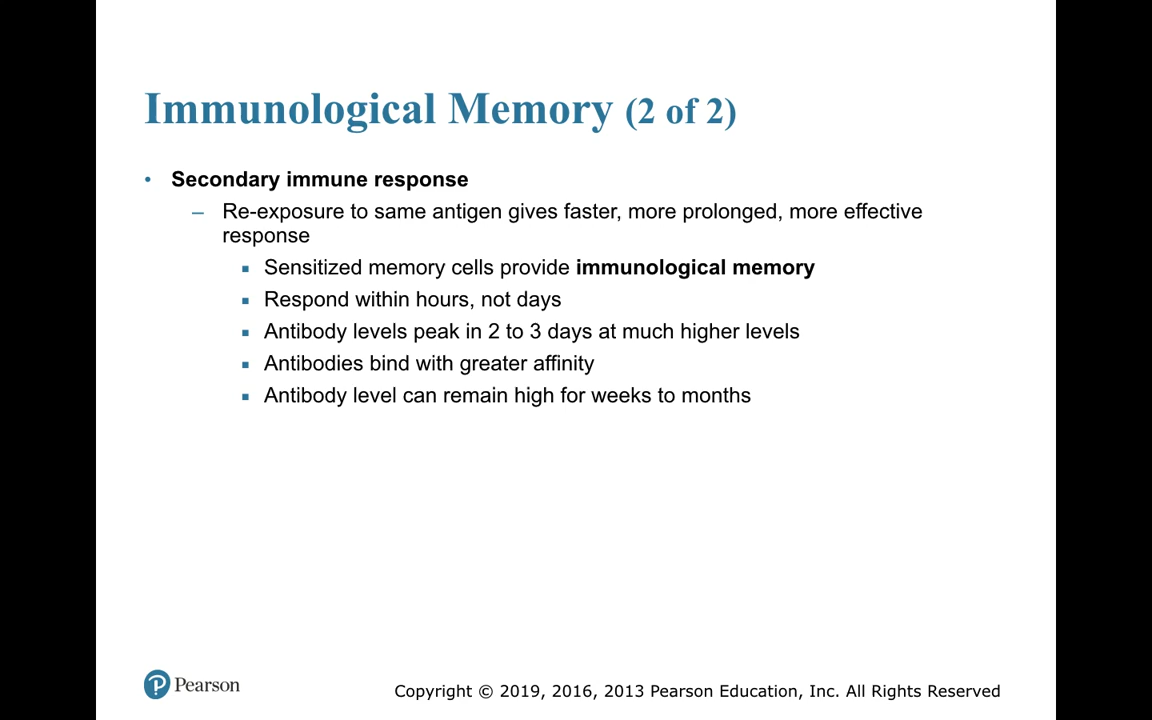 Immunological Memory (2 of 2)
• Secondary immune response
– Re-exposure to same antigen gives faster, more prolonged, more effective
response
▪ Sensitized memory cells provide immunological memory
▪ Respond within hours, not days
▪ Antibody levels peak in 2 to 3 days at much higher levels
▪ Antibodies bind with greater affinity
▪ Antibody level can remain high for weeks to months
Pearson
Copyright © 2019, 2016, 2013 Pearson Education, Inc. All Rights Reserved